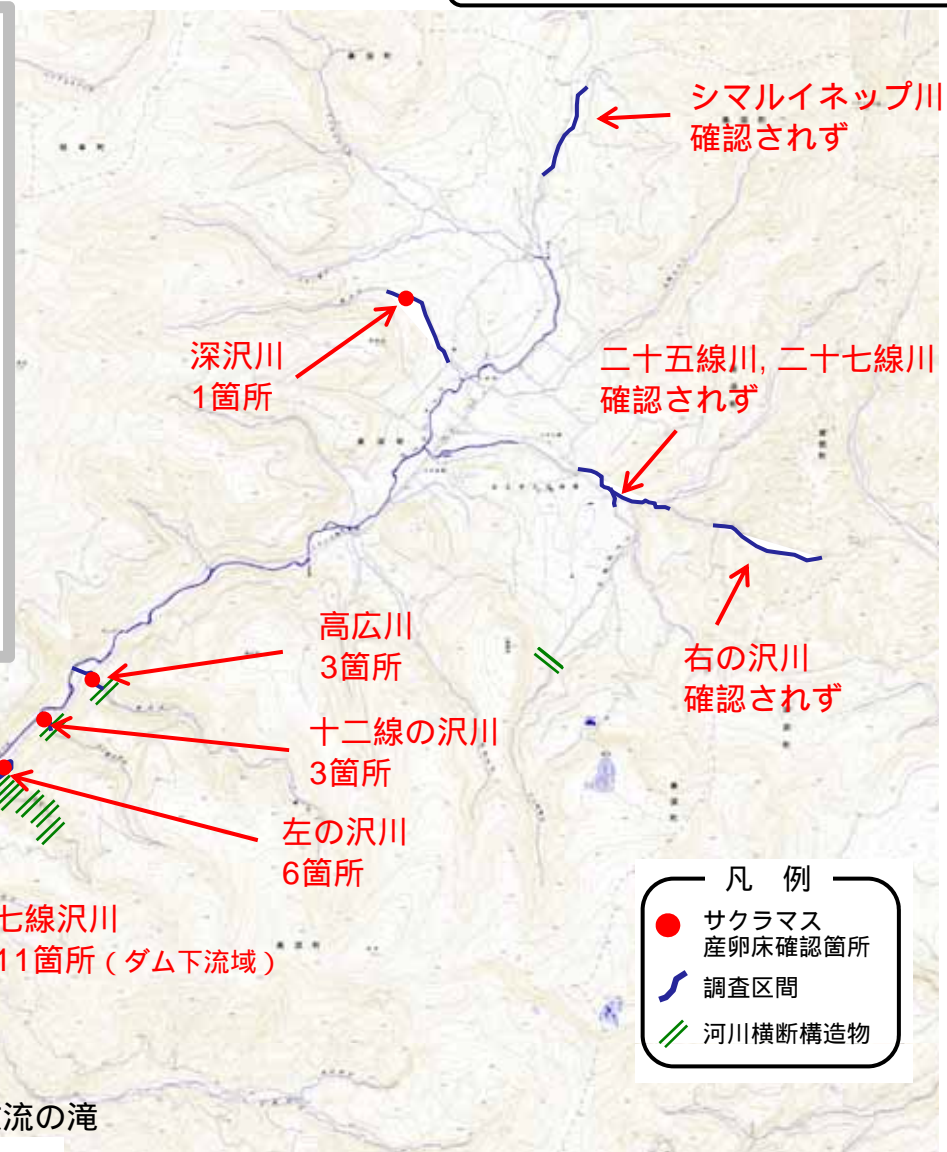 シマルイネップ川
確認されず
深沢川
1箇所
二十五線川, 二十七線川
確認されず
高広川
3箇所
右の沢川
確認されず
十二線の沢川
3箇所
左の沢川
6箇所
七線沢川
11箇所（ダム下流域）
凡 例
サクラマス
産卵床確認箇所
調査区間
河川横断構造物
流の滝